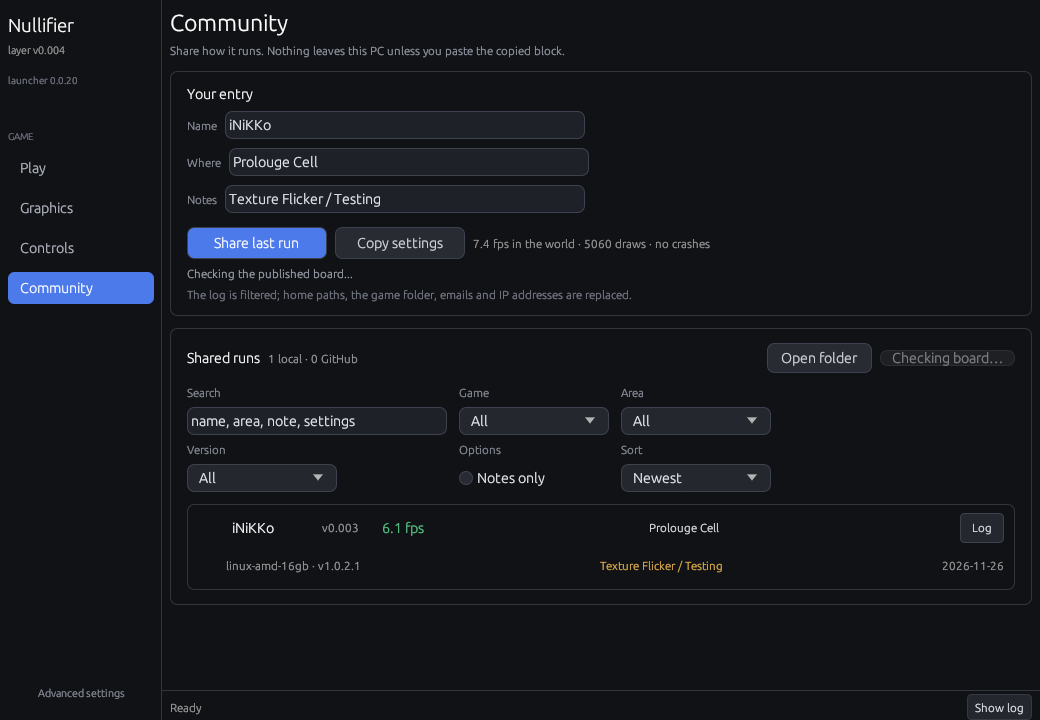 Nullifier
layer v0.004
launcher 0.0.20
GAME
Play
Graphics
Controls
Community
Advanced settings
Community
Share how it runs. Nothing leaves this PC unless you paste the copied block.
Your entry
Name iNiKKo
Where Prolouge Cell
Notes Texture Flicker / Testing
Share last run Copy settings 7.4 fps in the world · 5060 draws · no crashes
Checking the published board...
The log is filtered; home paths, the game folder, emails and IP addresses are replaced.
Shared runs 1 local · 0 GitHub Open folder Checking board...
Search Game Area
name, area, note, settings All All
Version Options Sort
All Notes only Newest
iNiKKo v0.003 6.1 fps Prolouge Cell Log
linux-amd-16gb · v1.0.2.1 Texture Flicker / Testing 2026-11-26
Ready Show log